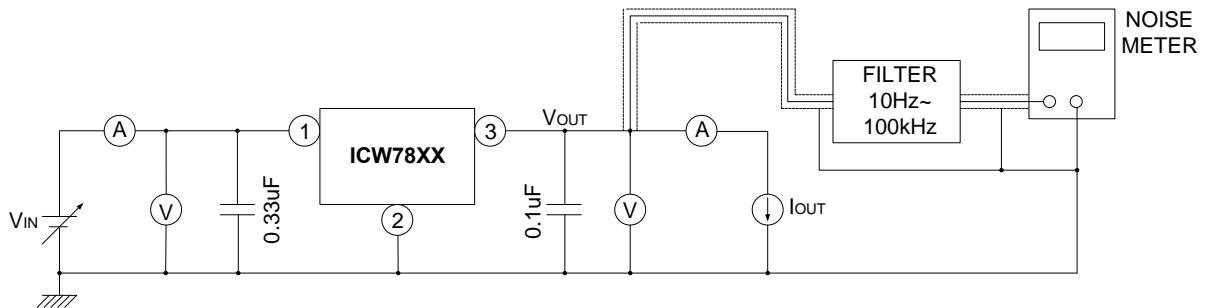 NOISE
METER
FILTER
10Hz~
100kHz
VOUT
A
1
3
A
ICW78XX
VIN
V
0.33uF
2
0.1uF
V
IOUT